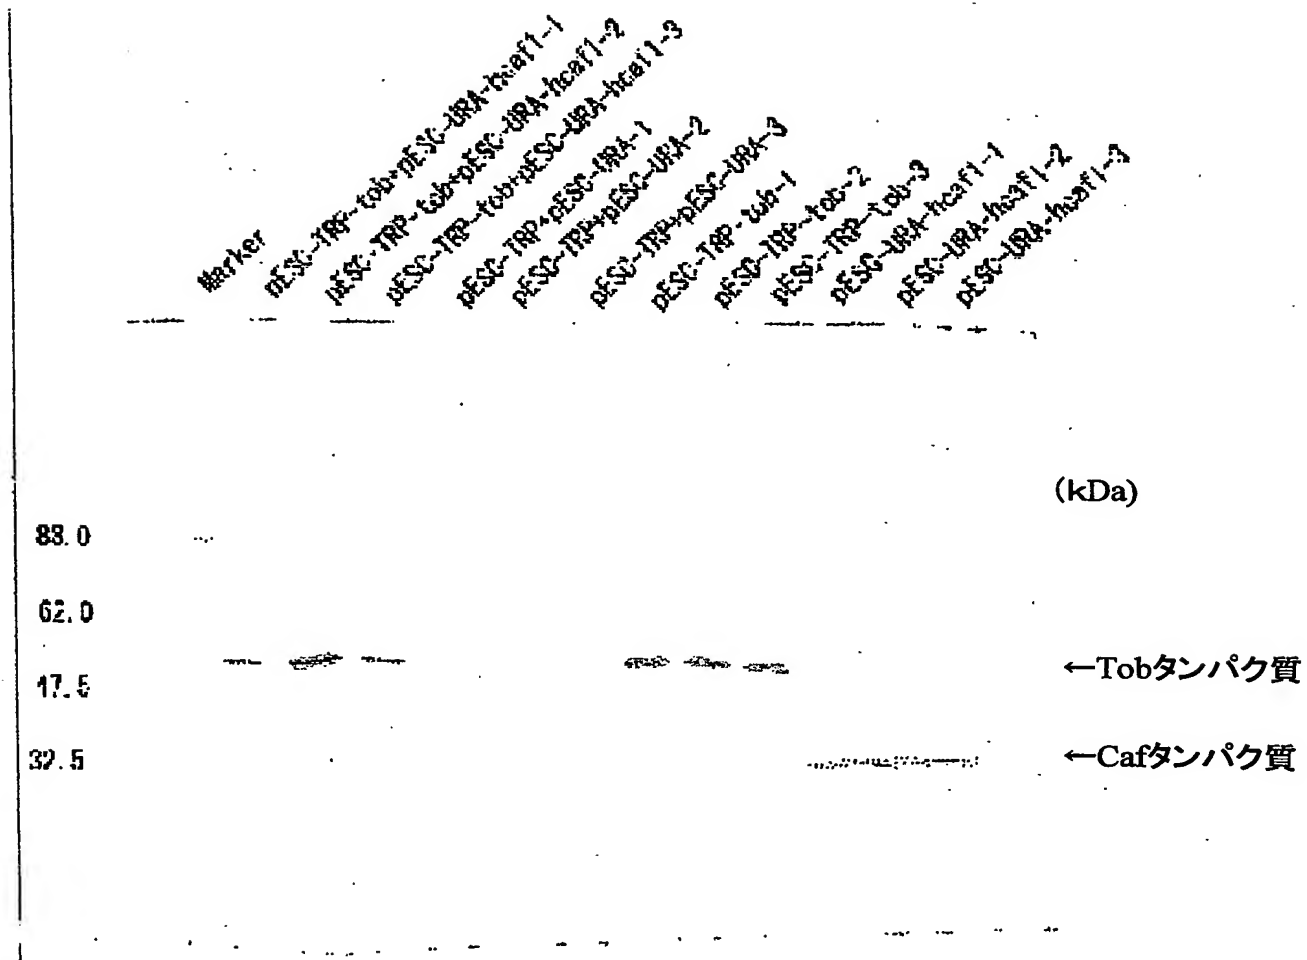 Marker
pESC-TRP-tob+pESC-URA-hcaf1-1
pESC-TRP-tob+pESC-URA-hcaf1-2
pESC-TRP-tob+pESC-URA-hcaf1-3
pESC-TRP+pESC-URA-1
pESC-TRP+pESC-URA-2
pESC-TRP+pESC-URA-3
pESC-TRP-tob-1
pESC-TRP-tob-2
pESC-TRP-tob-3
pESC-URA-hcaf1-1
pESC-URA-hcaf1-2
pESC-URA-hcaf1-3
(kDa)
83.0
62.0
←Tobタンパク質
47.5
32.5
←Cafタンパク質